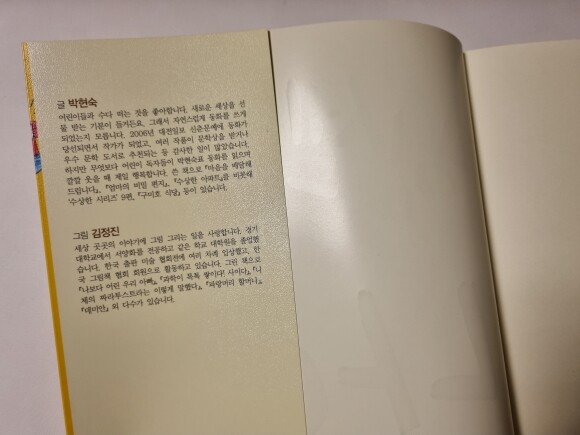 글 박현숙
어린이들과 수다 떠는 것을 좋아합니다. 새로운 세상을 선
물 받는 기분이 들거든요. 그래서 자연스럽게 동화를 쓰게
되었는지 모릅니다. 2006년 대전일보 신춘문예에 동화가
당선되면서 작가가 되었고, 여러 작품이 문학상을 받거나
우수 문학 도서로 추천되는 등 감사한 일이 많았습니다.
하지만 무엇보다 어린이 독자들이 박현숙표 동화를 읽으며
깔깔 웃을 때 제일 행복합니다. 쓴 책으로 『마음을 배달해
드립니다』, 『엄마의 비밀 편지』, 『수상한 아파트』를 비롯해
'수상한 시리즈' 9편, 『구미호 식당』 등이 있습니다.
그림 김정진
세상 곳곳의 이야기에 그림 그리는 일을 사랑합니다. 경기
대학교에서 서양화를 전공하고 같은 학교 대학원을 졸업했
습니다. 한국 출판 미술 협회전에 여러 차례 입상했고, 한
국 그림책 협회 회원으로 활동하고 있습니다. 그린 책으로
『나보다 어린 우리 아빠』, 『과학이 톡톡 쌓이다! 사이다』, 『니
체의 짜라투스트라는 이렇게 말했다』, 『파랑머리 할머니』,
『테미안』 외 다수가 있습니다.